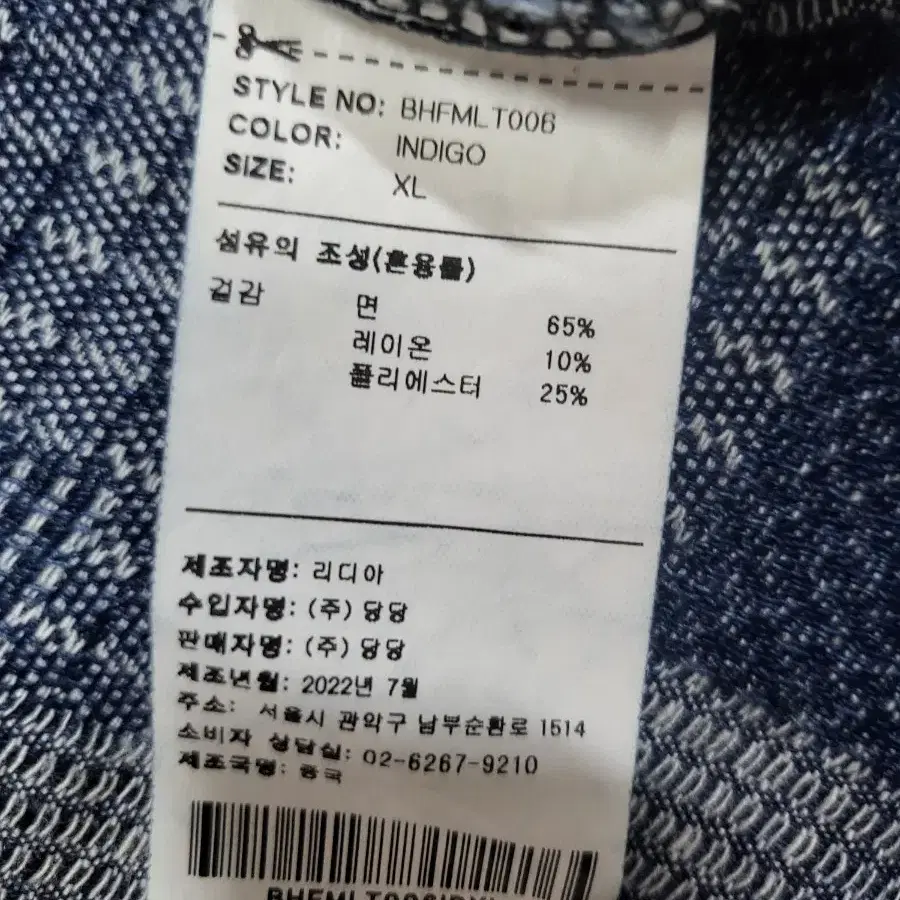 STYLE NO: BHFMLT006
COLOR: INDIGO
SIZE: XL
섬유의 조성(혼용률)
겉감 면 65%
레이온 10%
폴리에스터 25%
제조자명: 리디아
수입자명: (주) 당당
판매자명: (주) 당당
제조년월: 2022년 7월
주소: 서울시 관악구 남부순환로 1514
소비자 상담실: 02-6267-9210
제조국명: 중국